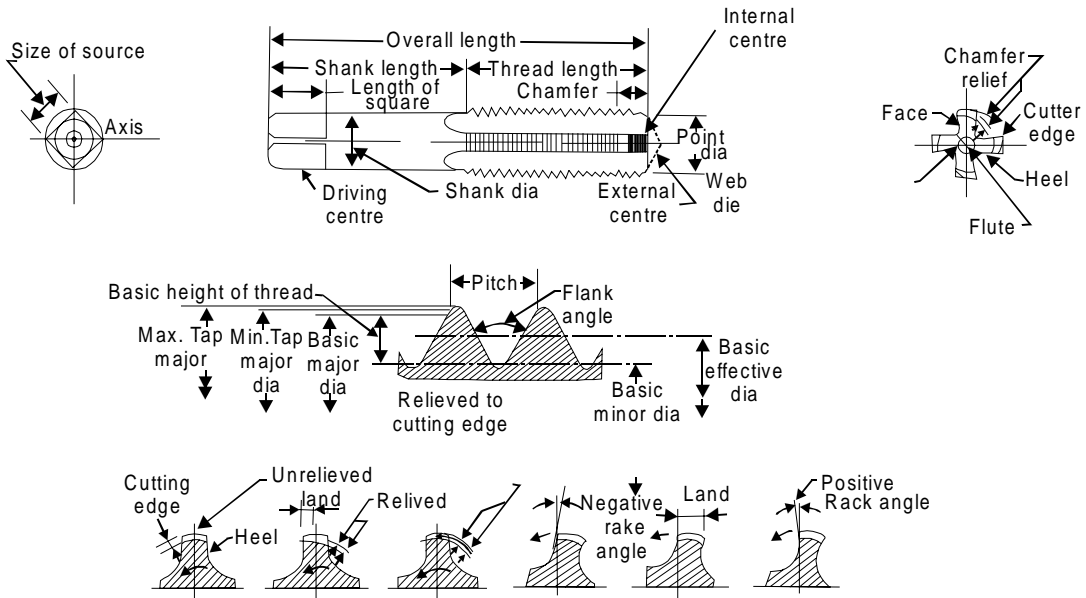 Size of source
Axis
Overall length
Shank length
Thread length
Length of
square
Chamfer
Internal
centre
Driving
centre
Shank dia
External
centre
Point
dia
Web
die
Chamfer
relief
Face
Cutter
edge
Heel
Flute
Basic height of thread
Pitch
Flank
angle
Max. Tap
major
Min.Tap
major
dia
Basic
major
dia
Relieved to
cutting edge
Basic
minor dia
Basic
effective
dia
Cutting
edge
Unrelieved
land
Heel
Relived
Negative
rake
angle
Land
Positive
Rack angle